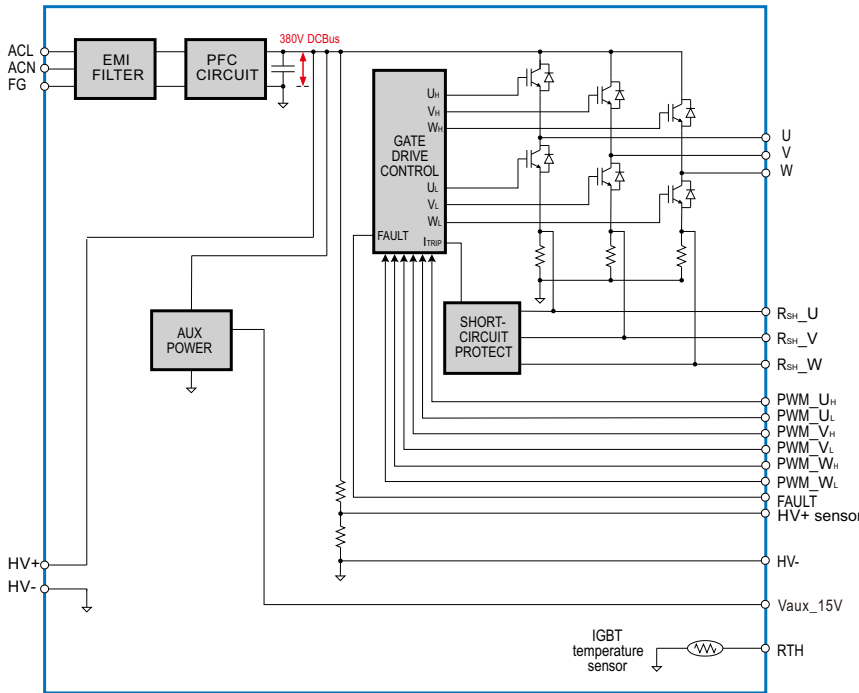 380V DCBus
ACL
ACN
FG
EMI
FILTER
PFC
CIRCUIT
UH
VH
WH
GATE
DRIVE
CONTROL
UL
VL
WL
FAULT
ITRIP
U
V
W
AUX
POWER
SHORT-
CIRCUIT
PROTECT
RSH_U
RSH_V
RSH_W
PWM_UH
PWM_UL
PWM_VH
PWM_VL
PWM_WH
PWM_WL
FAULT
HV+ sensor
HV+
HV-
HV-
Vaux_15V
IGBT
temperature
sensor
RTH